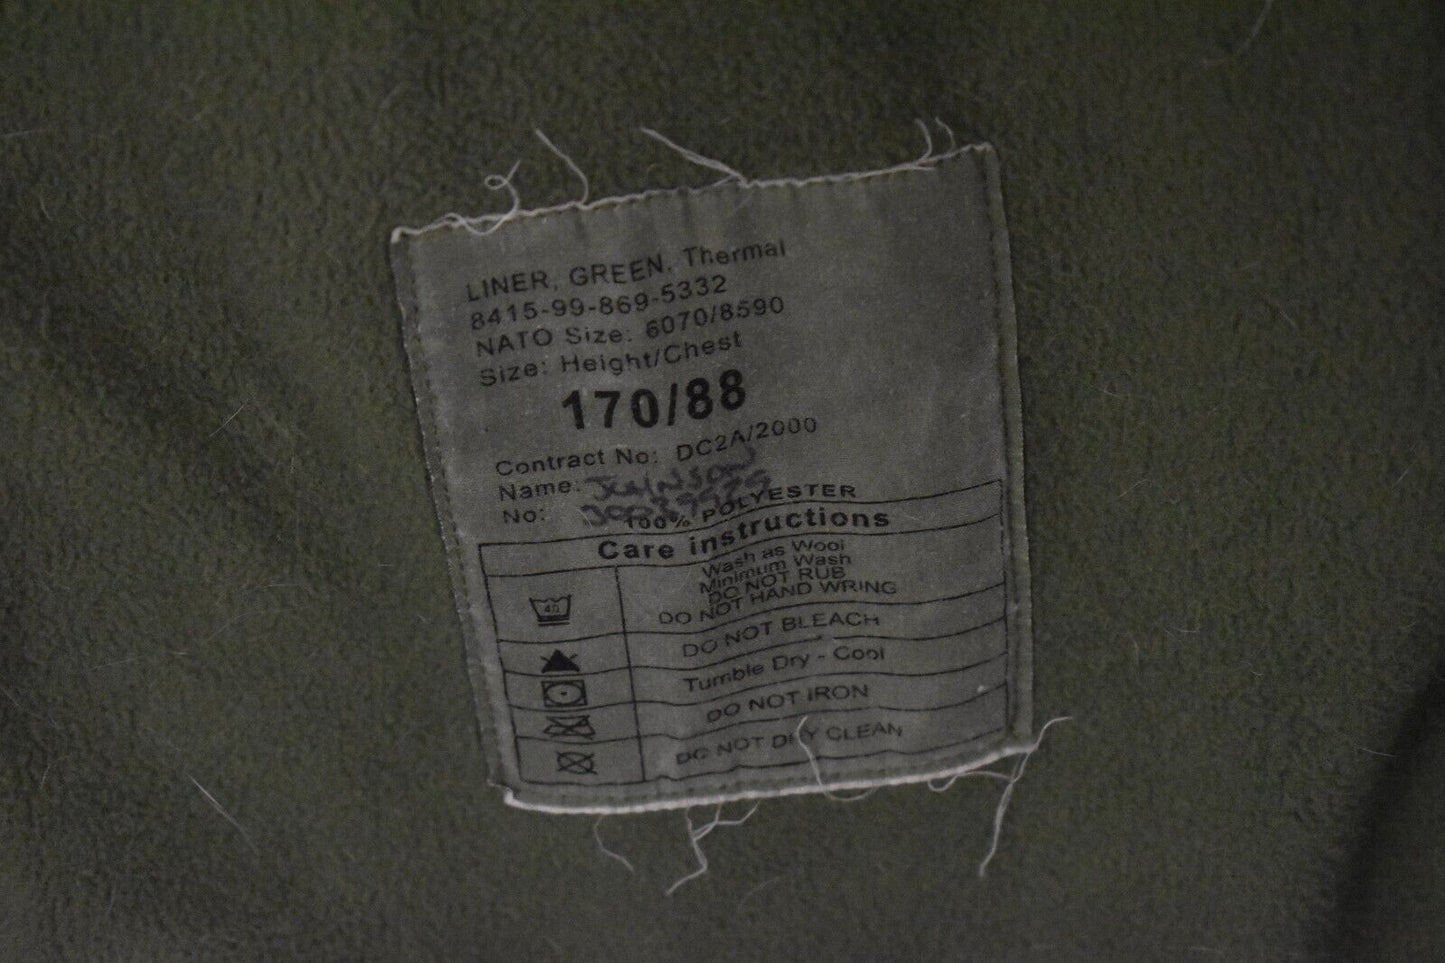 LINER, GREEN, Thermal
8415-99-869-5332
NATO Size: 6070/8590
Size: Height/Chest
170/88
Contract No: DC2A/2000
Name: JOHNSON
No:
100% POLYESTER
Care instructions
Wash as Wool
Minimum Wash
DO NOT RUB
DO NOT HAND WRING
40
DO NOT BLEACH
Tumble Dry - Cool
DO NOT IRON
DO NOT DRY CLEAN